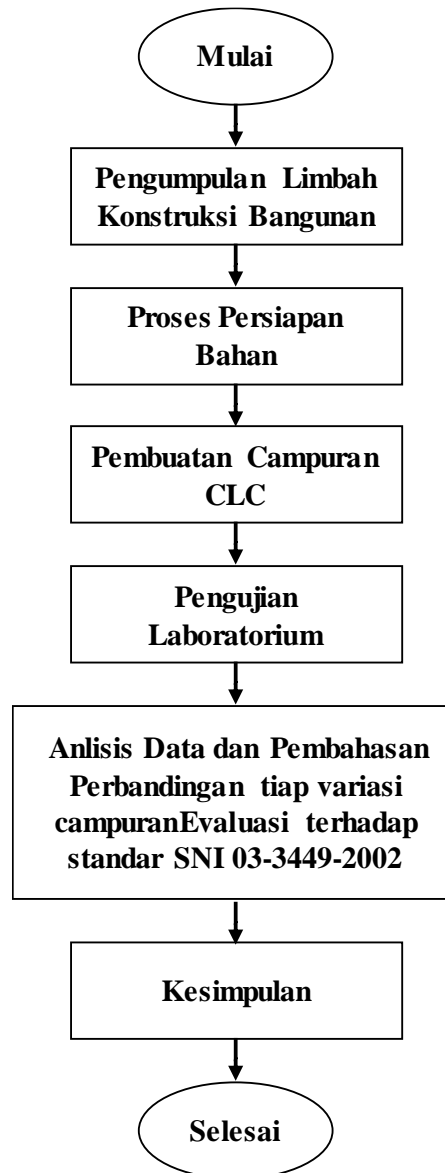 Mulai
Pengumpulan Limbah
Konstruksi Bangunan
Proses Persiapan
Bahan
Pembuatan Campuran
CLC
Pengujian
Laboratorium
Anlisis Data dan Pembahasan
Perbandingan tiap variasi
campuranEvaluasi terhadap
standar SNI 03-3449-2002
Kesimpulan
Selesai